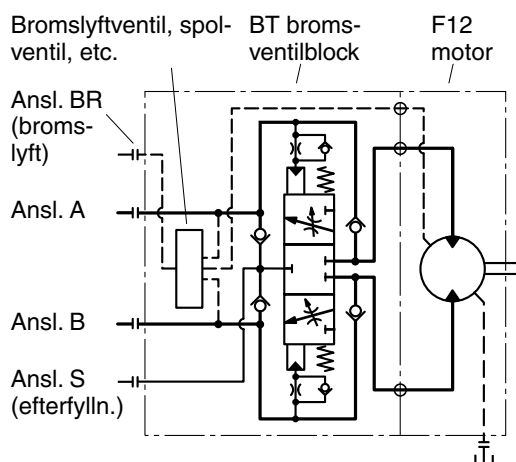 Bromslyftventil, spol-
ventil, etc.
BT broms-
ventilblock
F12
motor
Ansl. BR
(broms-
lyft)
Ansl. A
Ansl. B
Ansl. S
(efterfylln.)